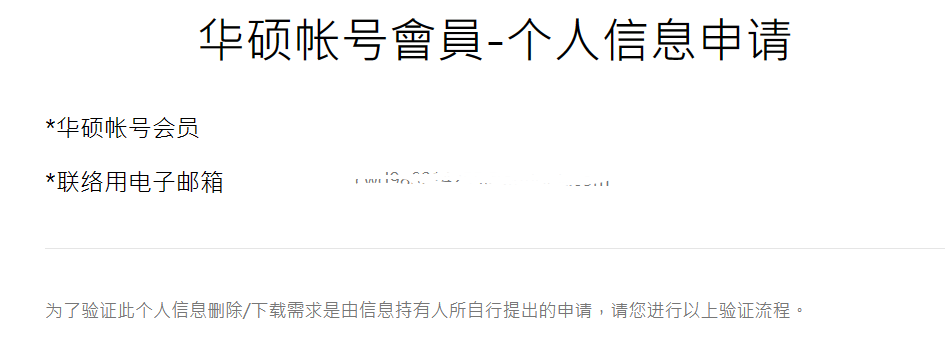 华硕帐号會員-个人信息申请
*华硕帐号会员
*联络用电子邮箱
为了验证此个人信息删除/下载需求是由信息持有人所自行提出的申请，请您进行以上验证流程。